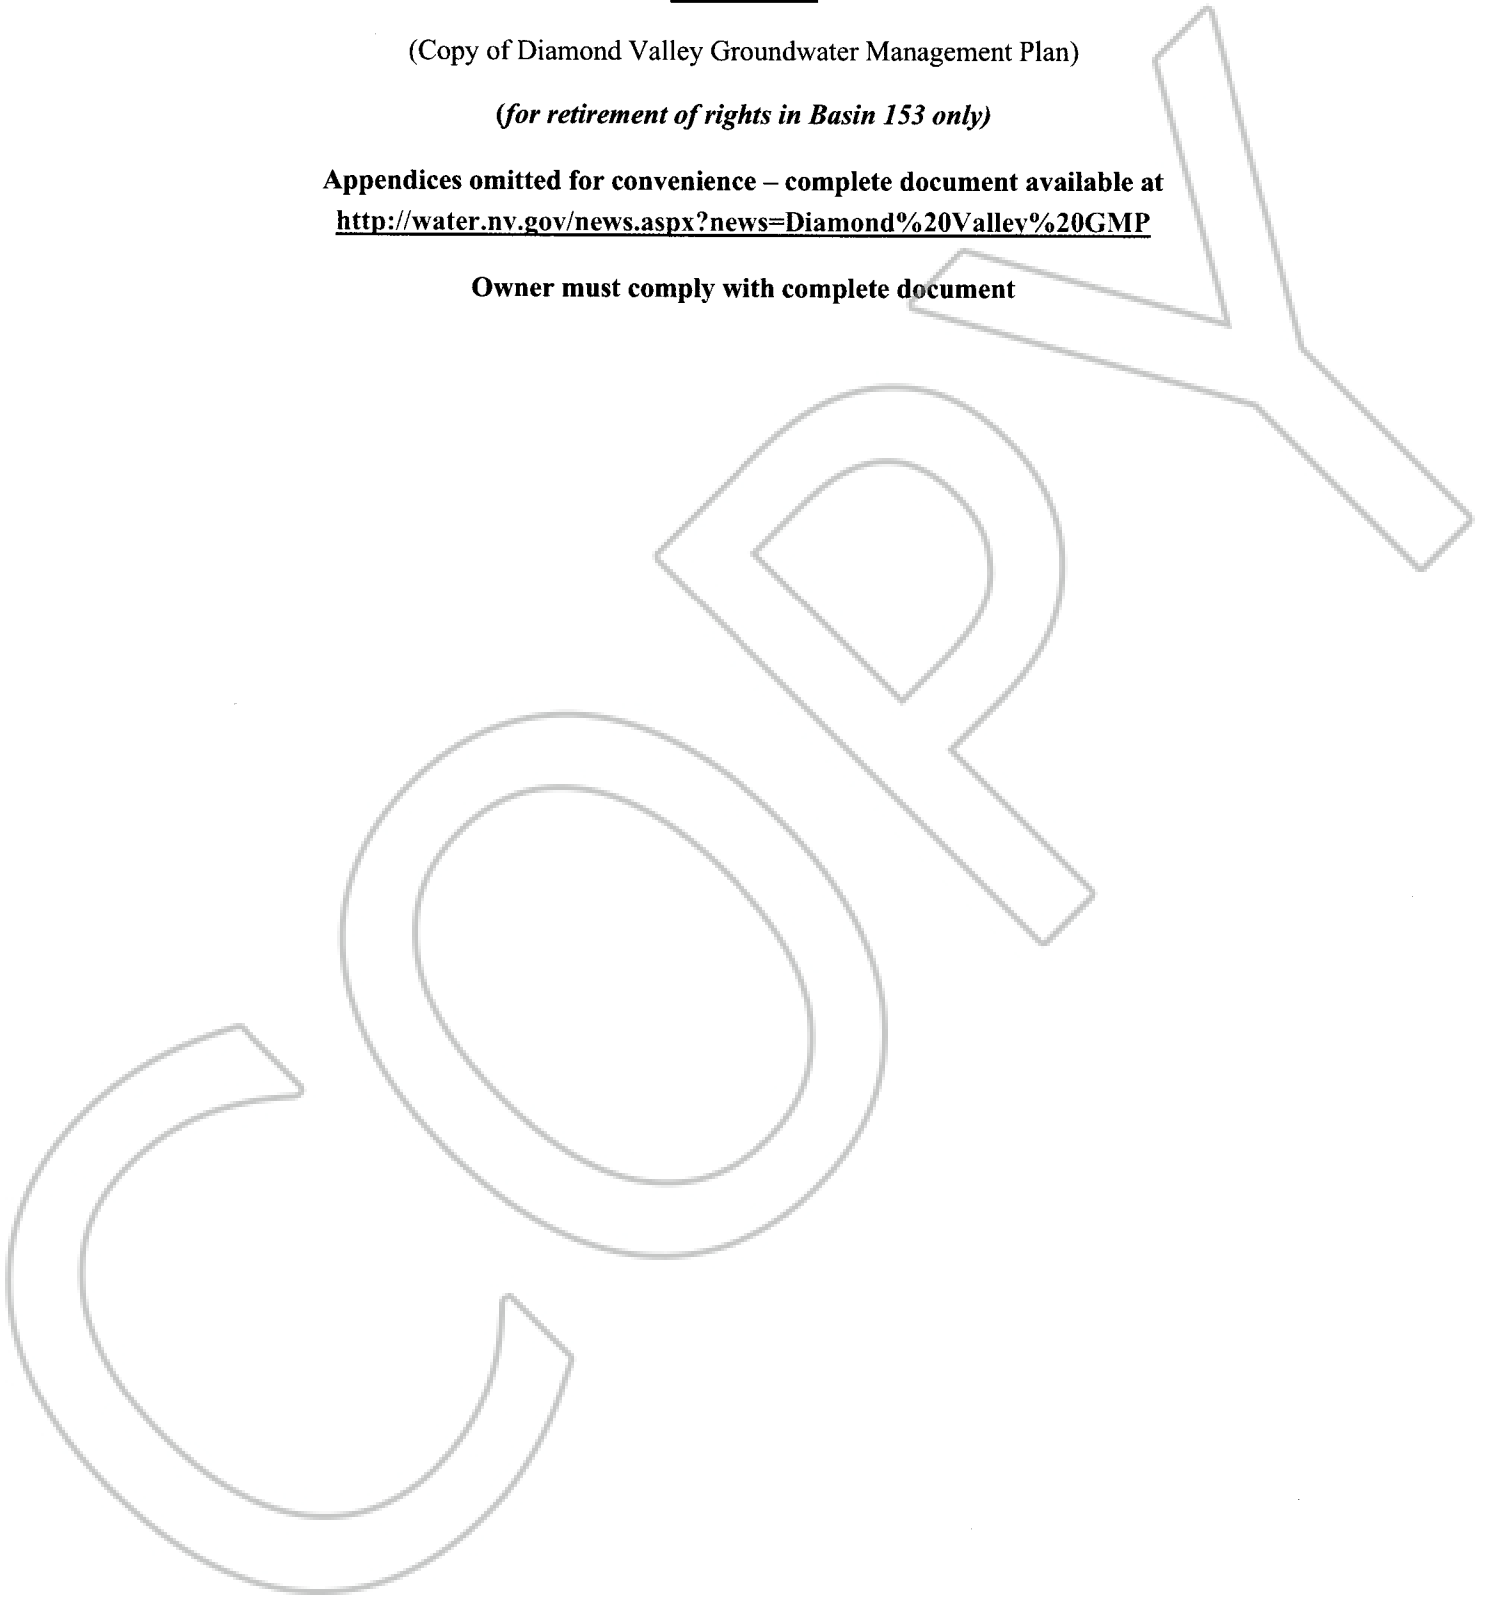 (Copy of Diamond Valley Groundwater Management Plan)
(for retirement of rights in Basin 153 only)
Appendices omitted for convenience – complete document available at
http://water.nv.gov/news.aspx?news=Diamond%20Valley%20GMP
Owner must comply with complete document
COPY